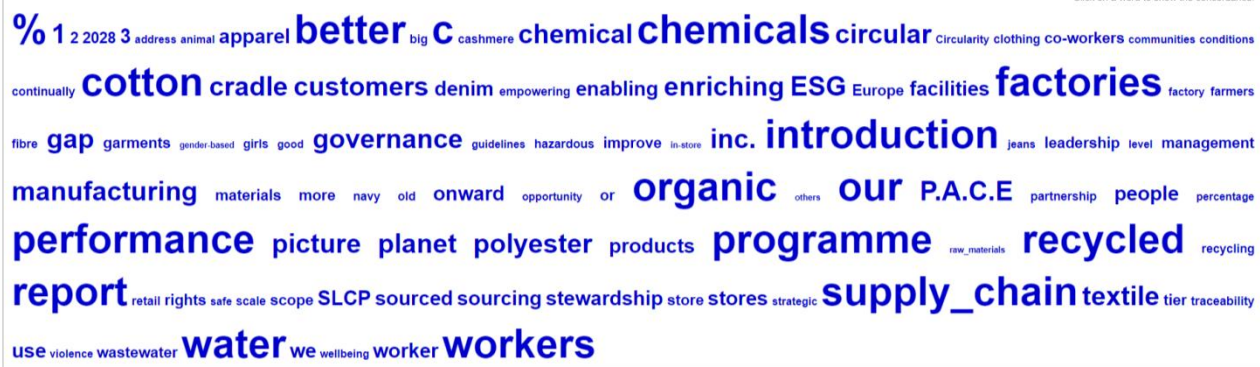 % 1 2 2028 3 address animal apparel better big c cashmere chemical chemicals circular Circularity clothing co-workers communities conditions
continually cotton cradle customers denim empowering enabling enriching ESG Europe facilities factories factory farmers
fibre gap garments gender-based girls good governance guidelines hazardous improve in-store inc. introduction jeans leadership level management
manufacturing materials more navy old onward opportunity or organic others our P.A.C.E partnership people percentage
performance picture planet polyester products programme raw_materials recycled recycling
report retail rights safe scale scope SLCP sourced sourcing stewardship store stores strategic supply_chain textile tier traceability
use violence wastewater water we wellbeing worker workers